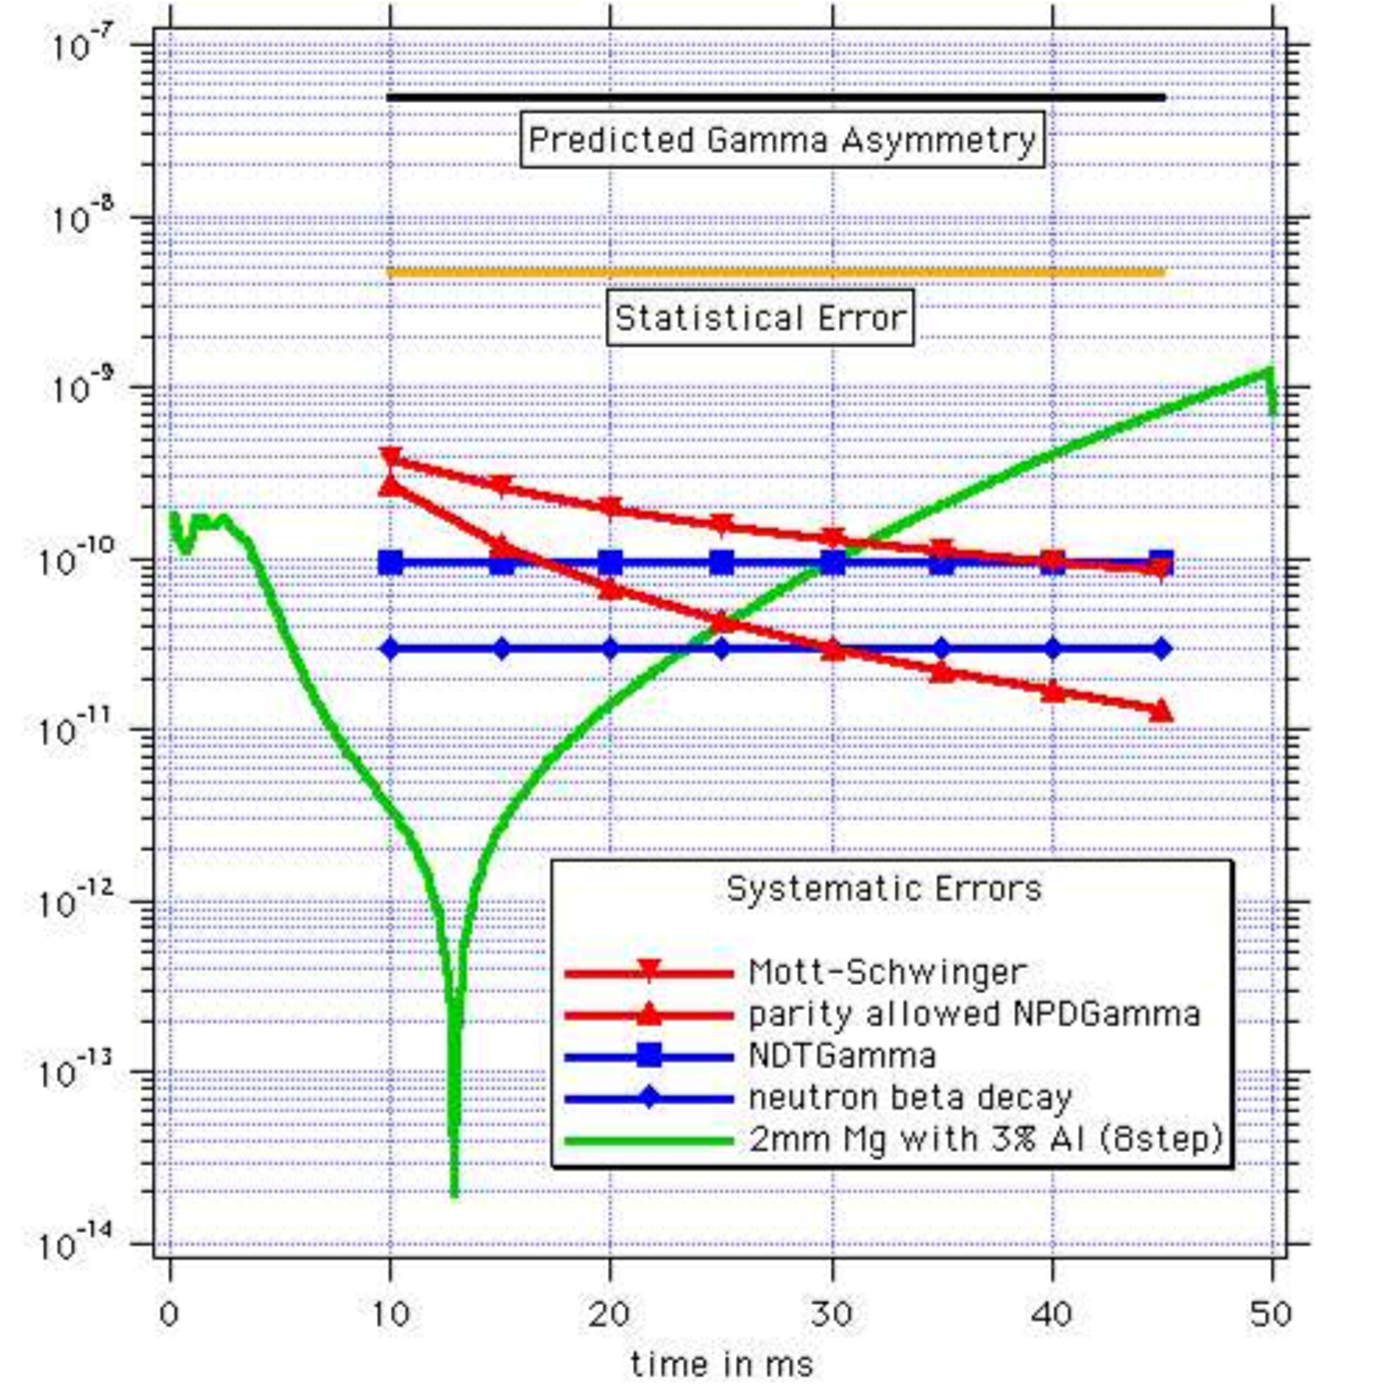 10^-7
Predicted Gamma Asymmetry
10^-8
Statistical Error
10^-9
10^-10
10^-11
10^-12
Systematic Errors
Mott-Schwinger
parity allowed NPDGamma
10^-13
NDTGamma
neutron beta decay
2mm Mg with 3% Al (8step)
10^-14
0 10 20 30 40 50
time in ms